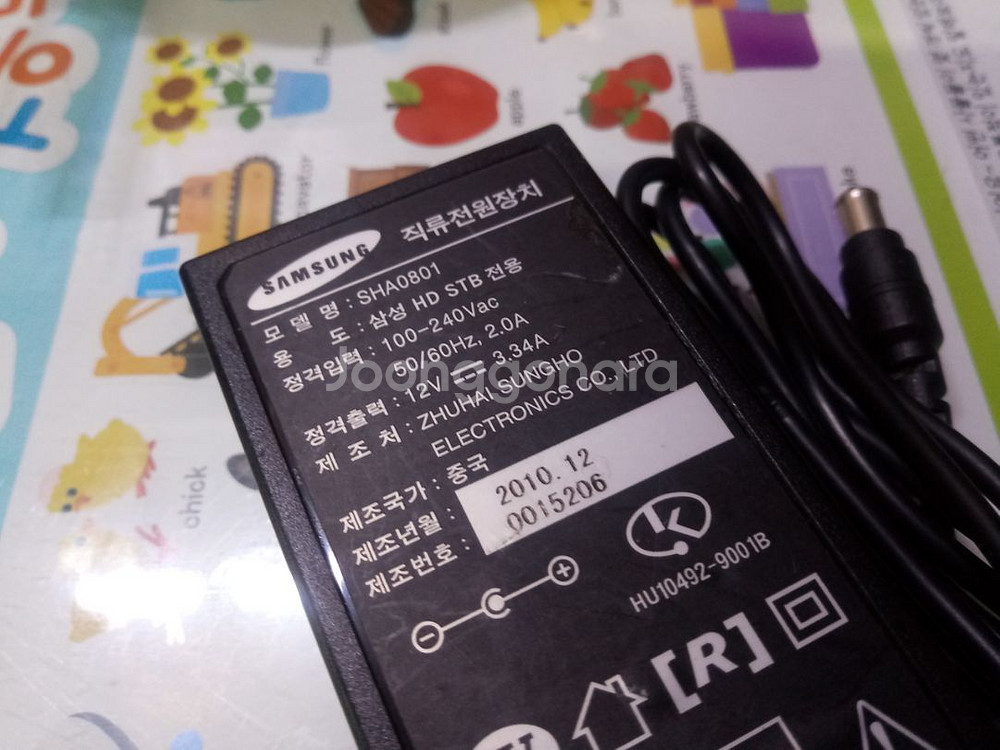 SAMSUNG 직류전원장치
모 델 명 : SHA0801
용 도 : 삼성 HD STB 전용
정격입력 : 100-240Vac
50/60Hz, 2.0A
정격출력 : 12V ⎓ 3.34A
제 조 처 : ZHUHAI SUNGHO
ELECTRONICS CO., LTD
제조국가 : 중국
제조년월 : 2010. 12
제조번호 : 0015206
HU10492-9001B
[R]
Joonggonara
apple
chick